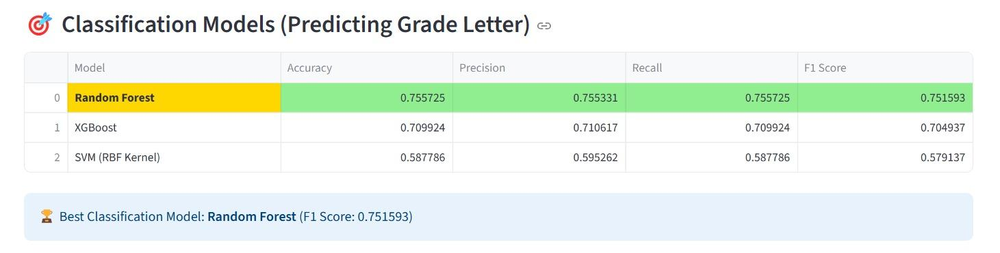 Classification Models (Predicting Grade Letter)
Model Accuracy Precision Recall F1 Score
0 Random Forest 0.755725 0.755331 0.755725 0.751593
1 XGBoost 0.709924 0.710617 0.709924 0.704937
2 SVM (RBF Kernel) 0.587786 0.595262 0.587786 0.579137
Best Classification Model: Random Forest (F1 Score: 0.751593)